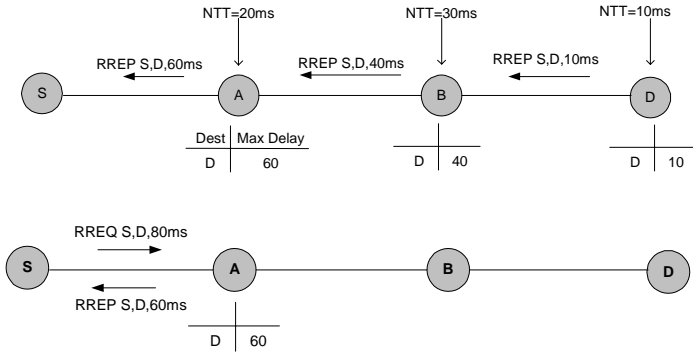 NTT=20ms NTT=30ms NTT=10ms
RREP S,D,60ms RREP S,D,40ms RREP S,D,10ms
S A B D
Dest Max Delay
D 60 D 40 D 10
RREQ S,D,80ms
S A B D
RREP S,D,60ms
D 60